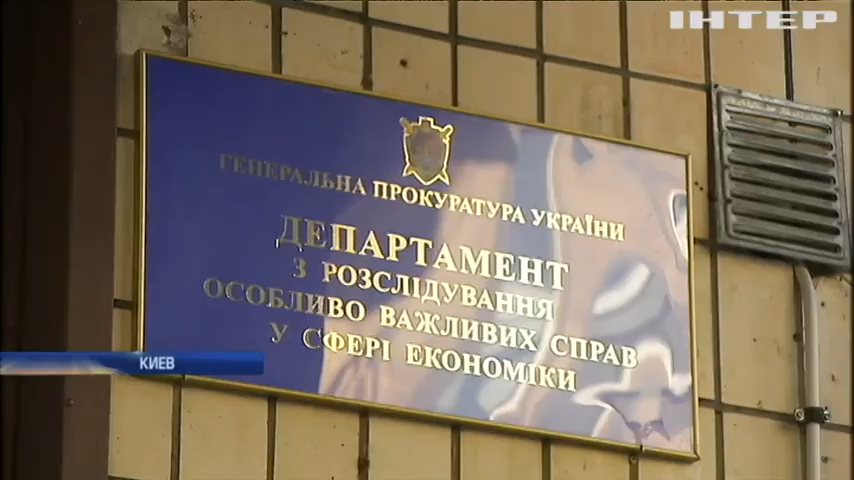 ІНТЕР
ГЕНЕРАЛЬНА ПРОКУРАТУРА УКРАЇНИ
ДЕПАРТАМЕНТ
З РОЗСЛІДУВАННЯ
ОСОБЛИВО ВАЖЛИВИХ СПРАВ
У СФЕРІ ЕКОНОМІКИ
КИЕВ